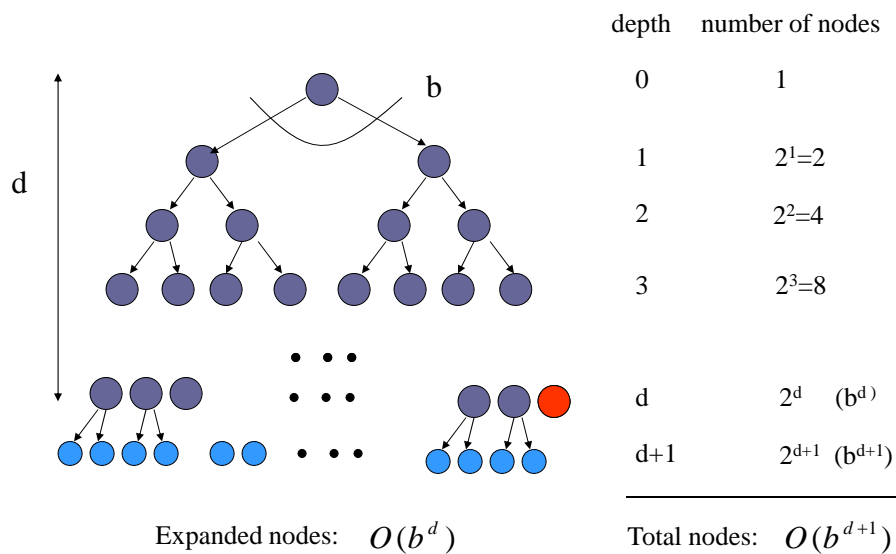 depth number of nodes
0 1
b
1 2¹=2
d
2 2²=4
3 2³=8
d 2ᵈ (bᵈ⁾
d+1 2ᵈ⁺¹ (bᵈ⁺¹)
Expanded nodes: O(bᵈ) Total nodes: O(bᵈ⁺¹)